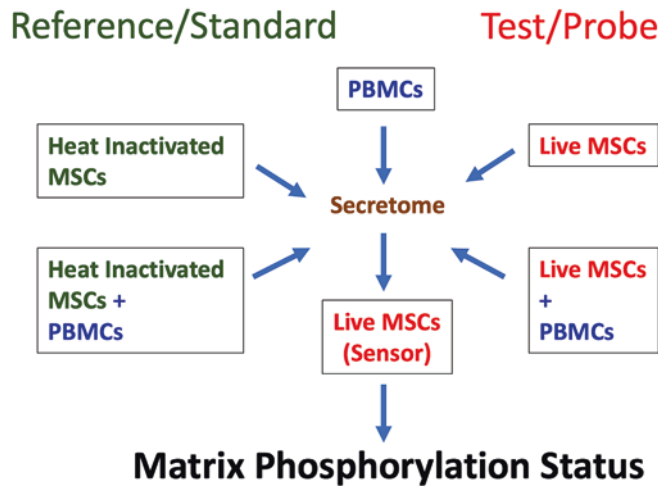 Reference/Standard
Test/Probe
PBMCs
Heat Inactivated
MSCs
Live MSCs
Secretome
Heat Inactivated
MSCs +
PBMCs
Live MSCs
(Sensor)
Live MSCs
+
PBMCs
Matrix Phosphorylation Status